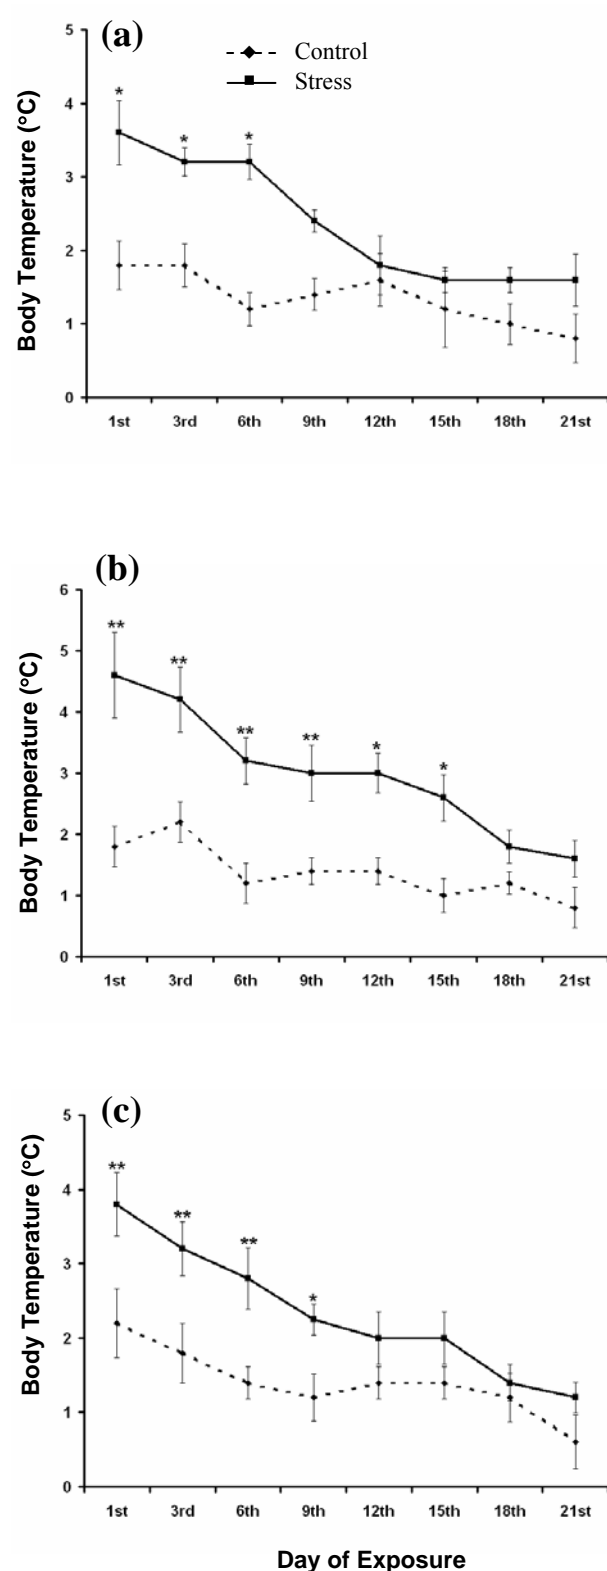 (a)
Control
Stress
Body Temperature (°C)
5
4
3
2
1
0
*
*
*
1st 3rd 6th 9th 12th 15th 18th 21st
(b)
Body Temperature (°C)
6
5
4
3
2
1
0
**
**
**
**
*
*
1st 3rd 6th 9th 12th 15th 18th 21st
(c)
Body Temperature (°C)
5
4
3
2
1
0
**
**
**
*
1st 3rd 6th 9th 12th 15th 18th 21st
Day of Exposure